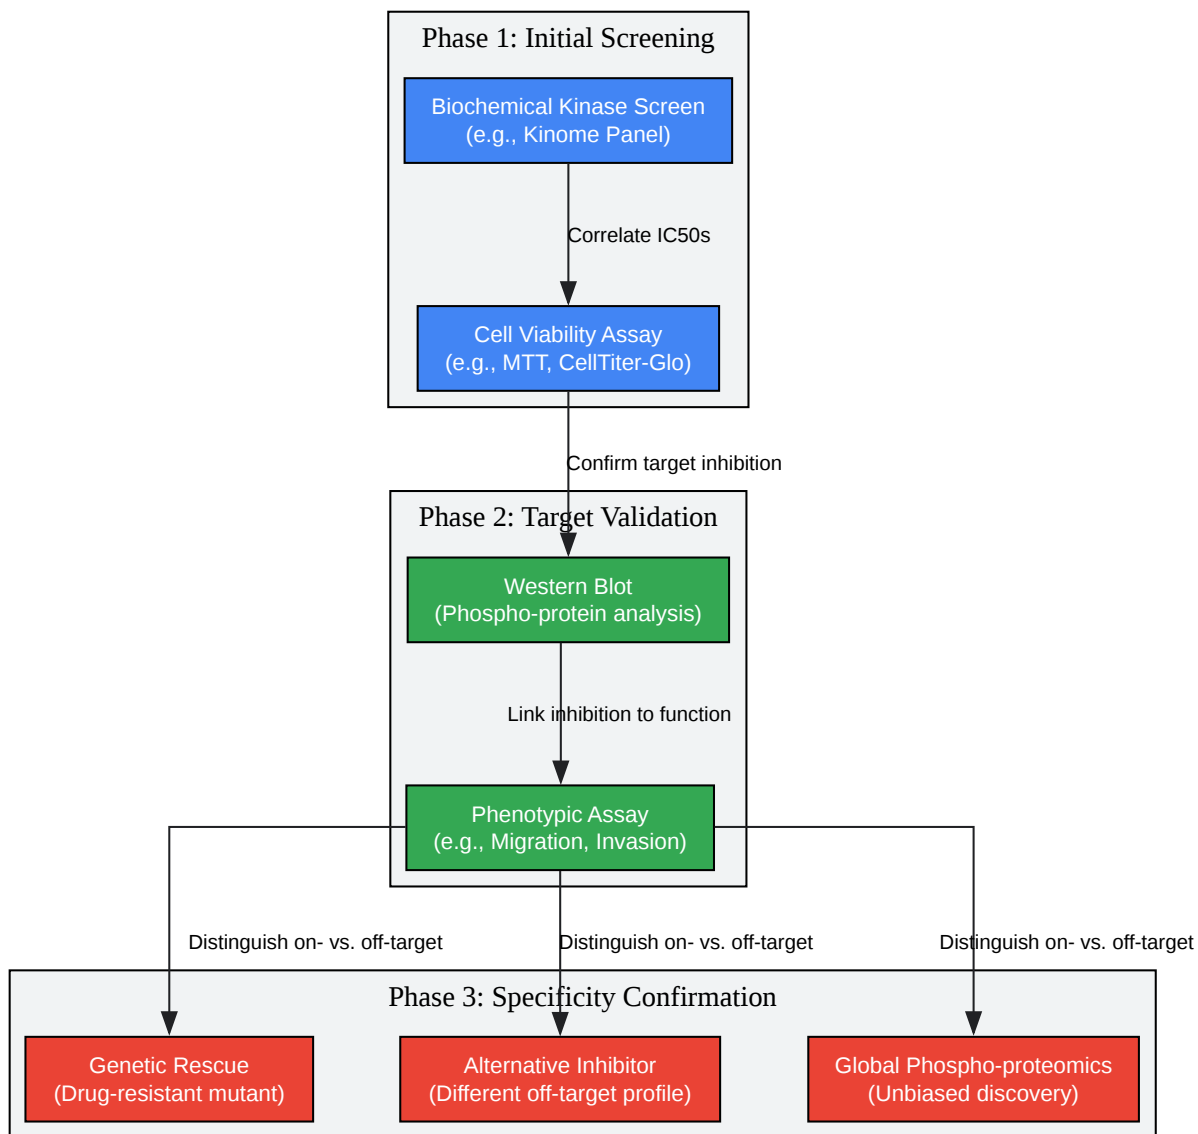 Phase 1: Initial Screening
Biochemical Kinase Screen
(e.g., Kinome Panel)
Correlate IC50s
Cell Viability Assay
(e.g., MTT, CellTiter-Glo)
Confirm target inhibition
Phase 2: Target Validation
Western Blot
(Phospho-protein analysis)
Link inhibition to function
Phenotypic Assay
(e.g., Migration, Invasion)
Distinguish on- vs. off-target
Distinguish on- vs. off-target
Distinguish on- vs. off-target
Phase 3: Specificity Confirmation
Genetic Rescue
(Drug-resistant mutant)
Alternative Inhibitor
(Different off-target profile)
Global Phospho-proteomics
(Unbiased discovery)